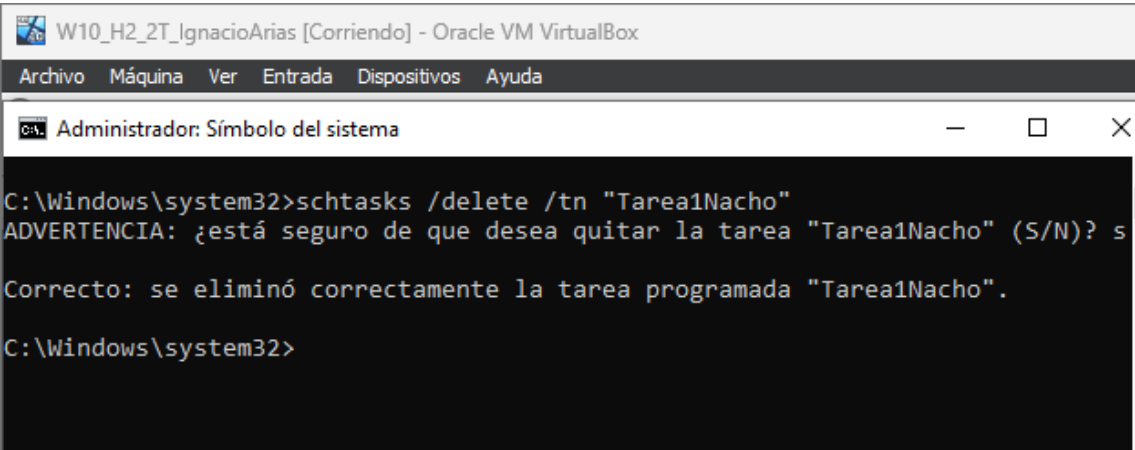 W10_H2_2T_IgnacioArias [Corriendo] - Oracle VM VirtualBox
Archivo Máquina Ver Entrada Dispositivos Ayuda
Administrador: Símbolo del sistema
C:\Windows\system32>schtasks /delete /tn "Tarea1Nacho"
ADVERTENCIA: ¿está seguro de que desea quitar la tarea "Tarea1Nacho" (S/N)? s
Correcto: se eliminó correctamente la tarea programada "Tarea1Nacho".
C:\Windows\system32>